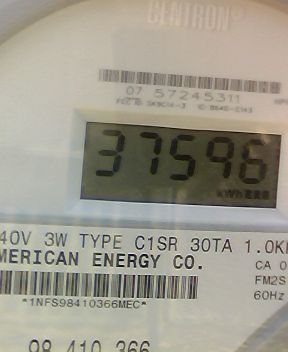 CENTRON
07 57245311
37596
kWh
40V 3W TYPE C1SR 30TA 1.0K
MERICAN ENERGY CO.
CA 0
FM2S
60Hz
*1NFS98410366MEC*
98 410 366